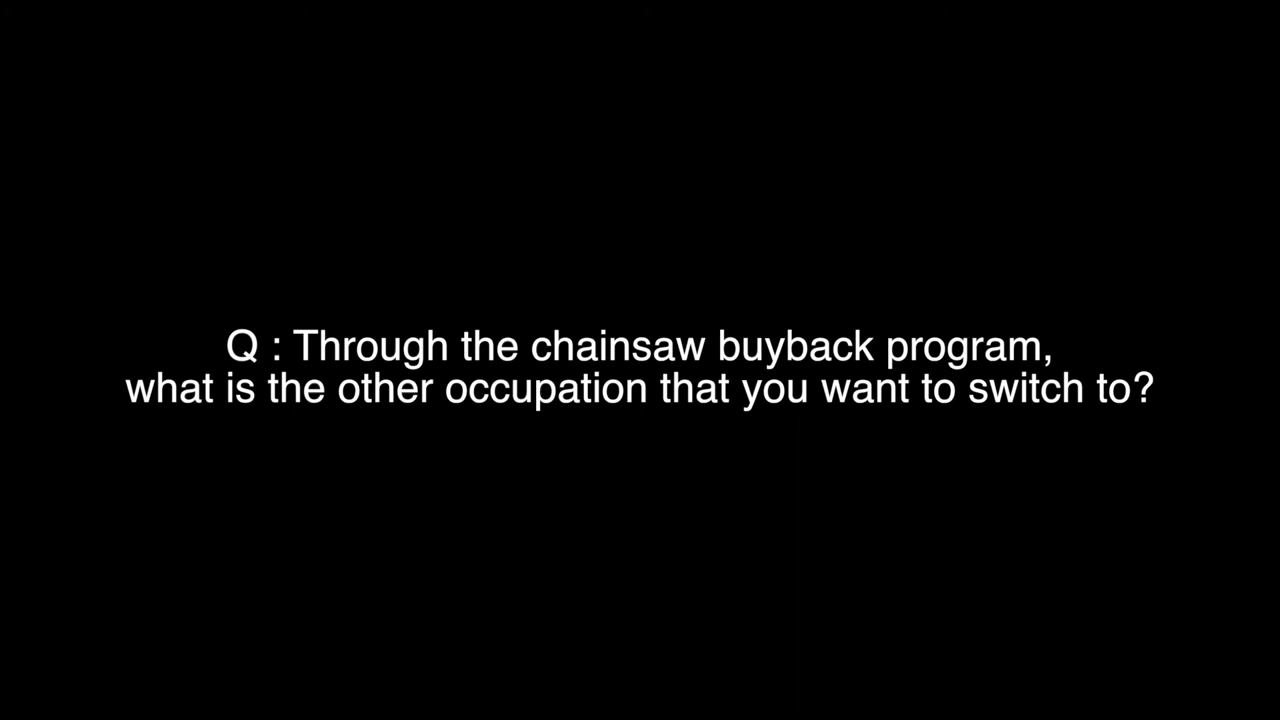 Q : Through the chainsaw buyback program,
what is the other occupation that you want to switch to?